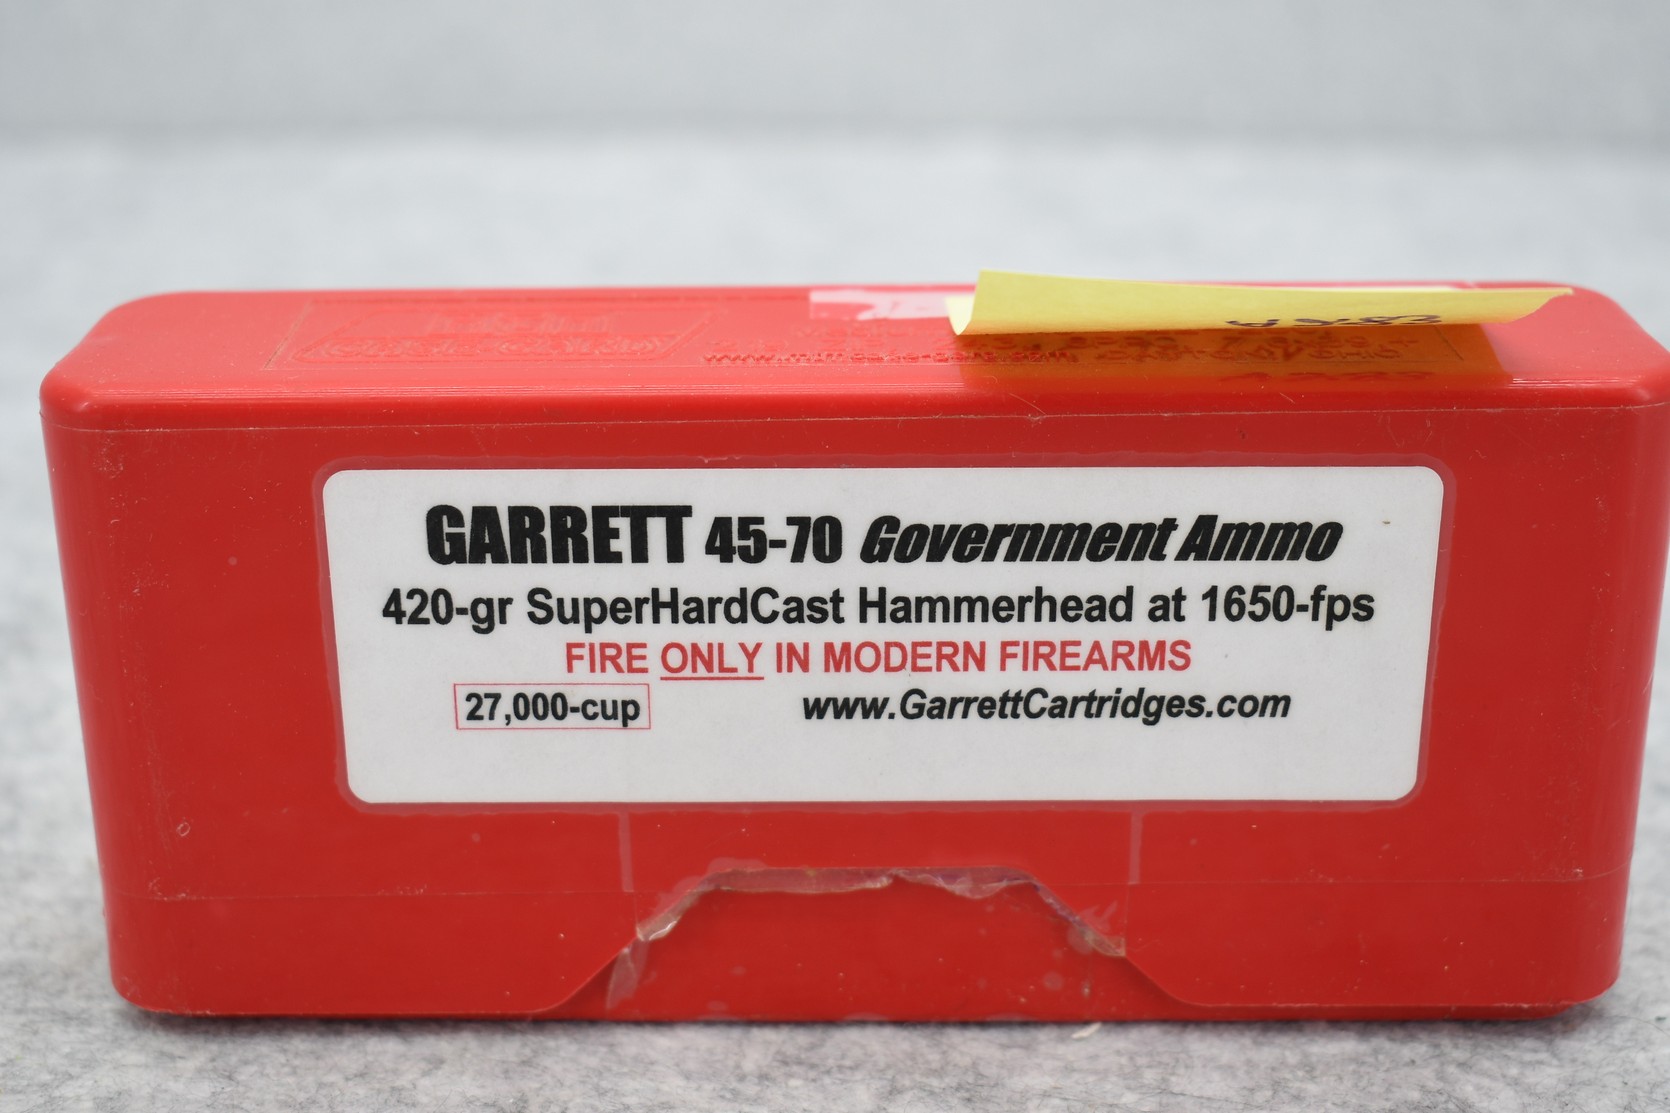 GARRETT 45-70 Government Ammo
420-gr SuperHardCast Hammerhead at 1650-fps
FIRE ONLY IN MODERN FIREARMS
27,000-cup www.GarrettCartridges.com